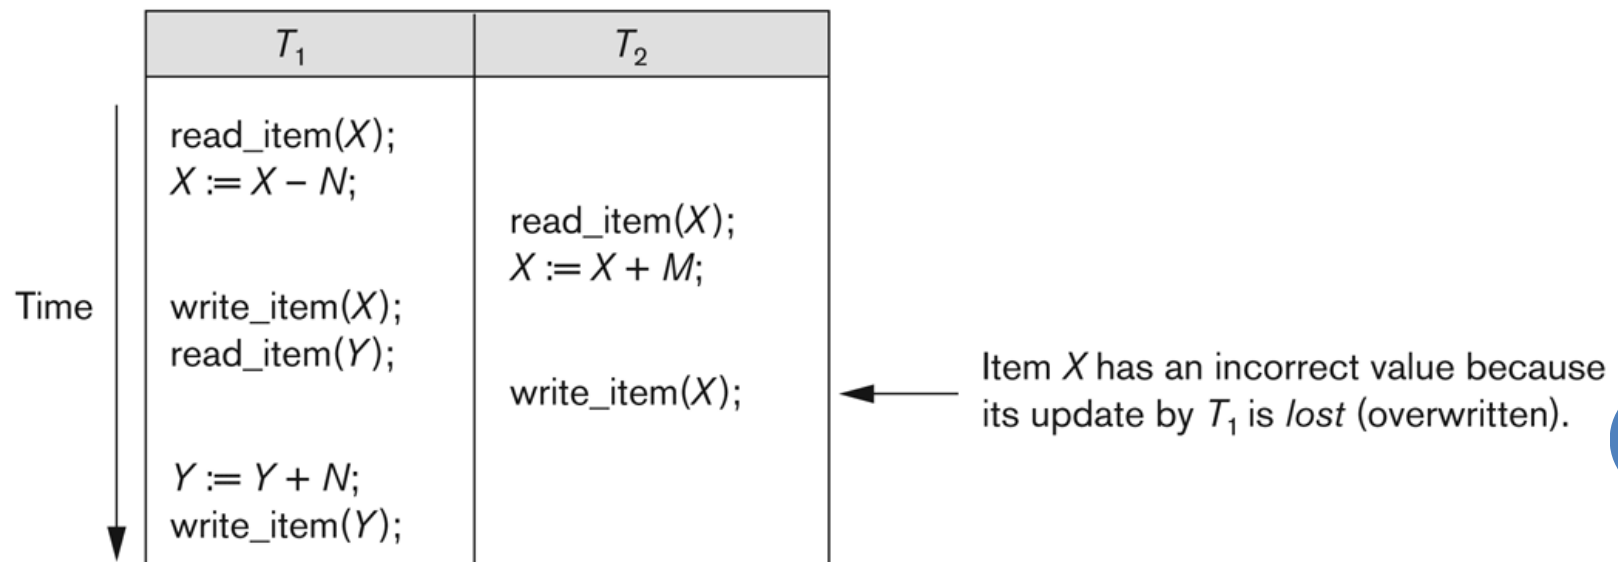 T₁ T₂
read_item(X);
X := X – N;
read_item(X);
X := X + M;
Time
write_item(X);
read_item(Y);
write_item(X);
Item X has an incorrect value because
its update by T₁ is lost (overwritten).
Y := Y + N;
write_item(Y);